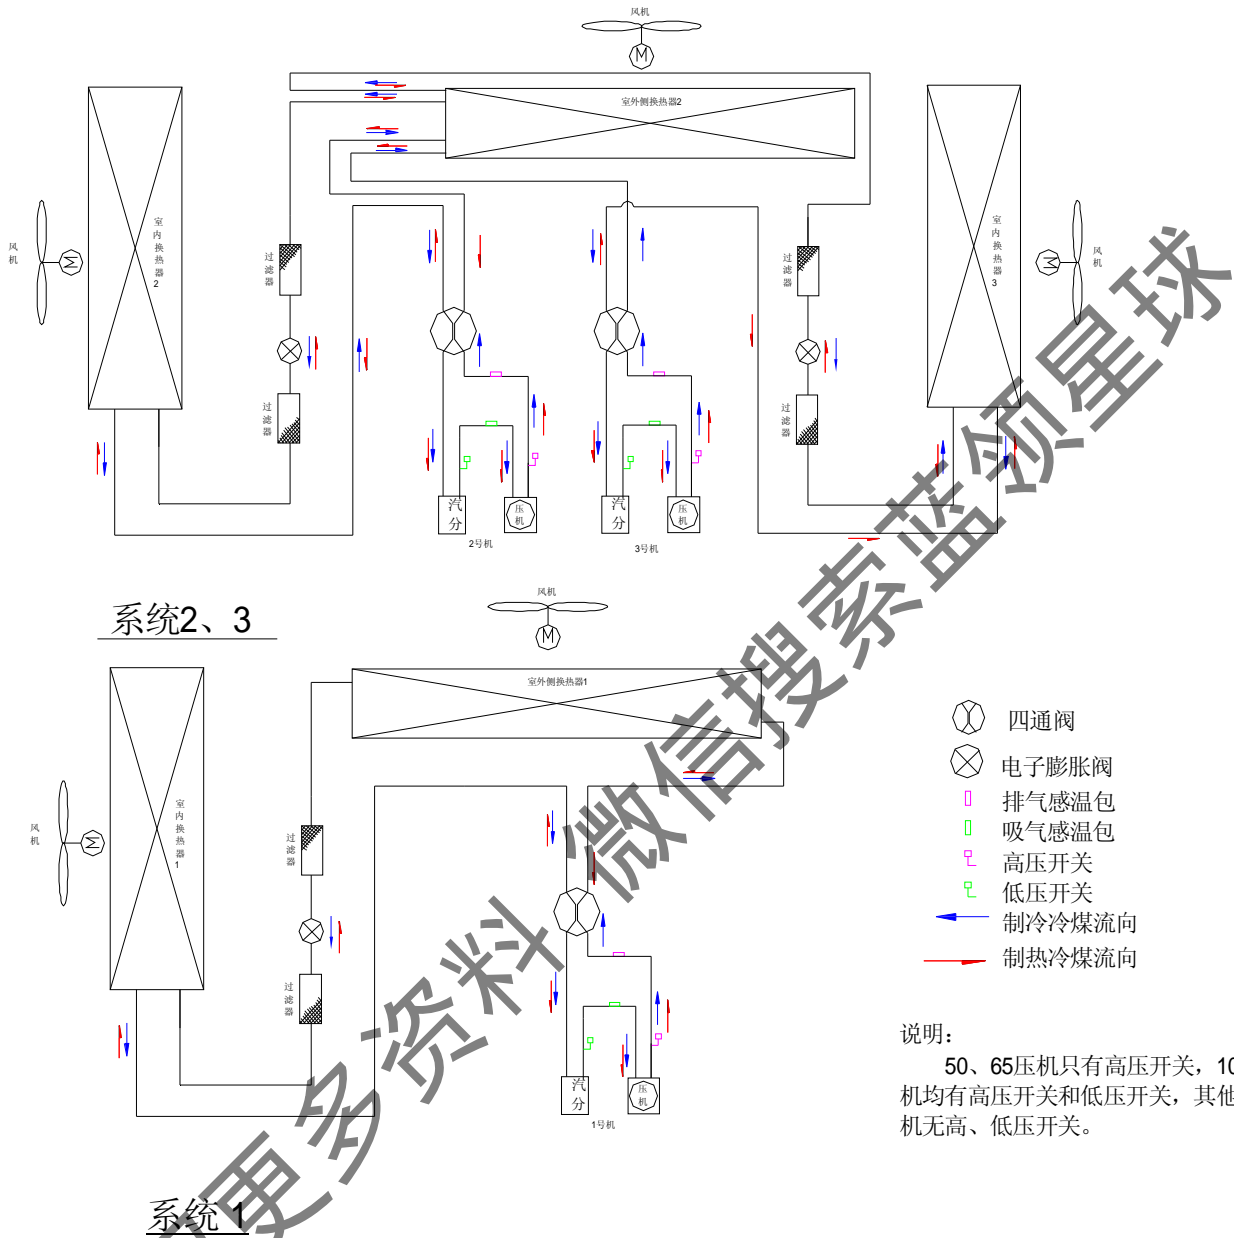 风机
M
室外侧换热器2
室内换热器2
风机
M
过滤器
过滤器
过滤器
过滤器
室内换热器3
M
风机
汽分
压机
2号机
汽分
压机
3号机
系统2、3
风机
M
室外侧换热器1
室内换热器1
风机
M
过滤器
过滤器
汽分
压机
1号机
系统 1
四通阀
电子膨胀阀
排气感温包
吸气感温包
高压开关
低压开关
制冷冷煤流向
制热冷煤流向
说明：
50、65压机只有高压开关，10
机均有高压开关和低压开关，其他
机无高、低压开关。
更多资料 微信搜索蓝领星球